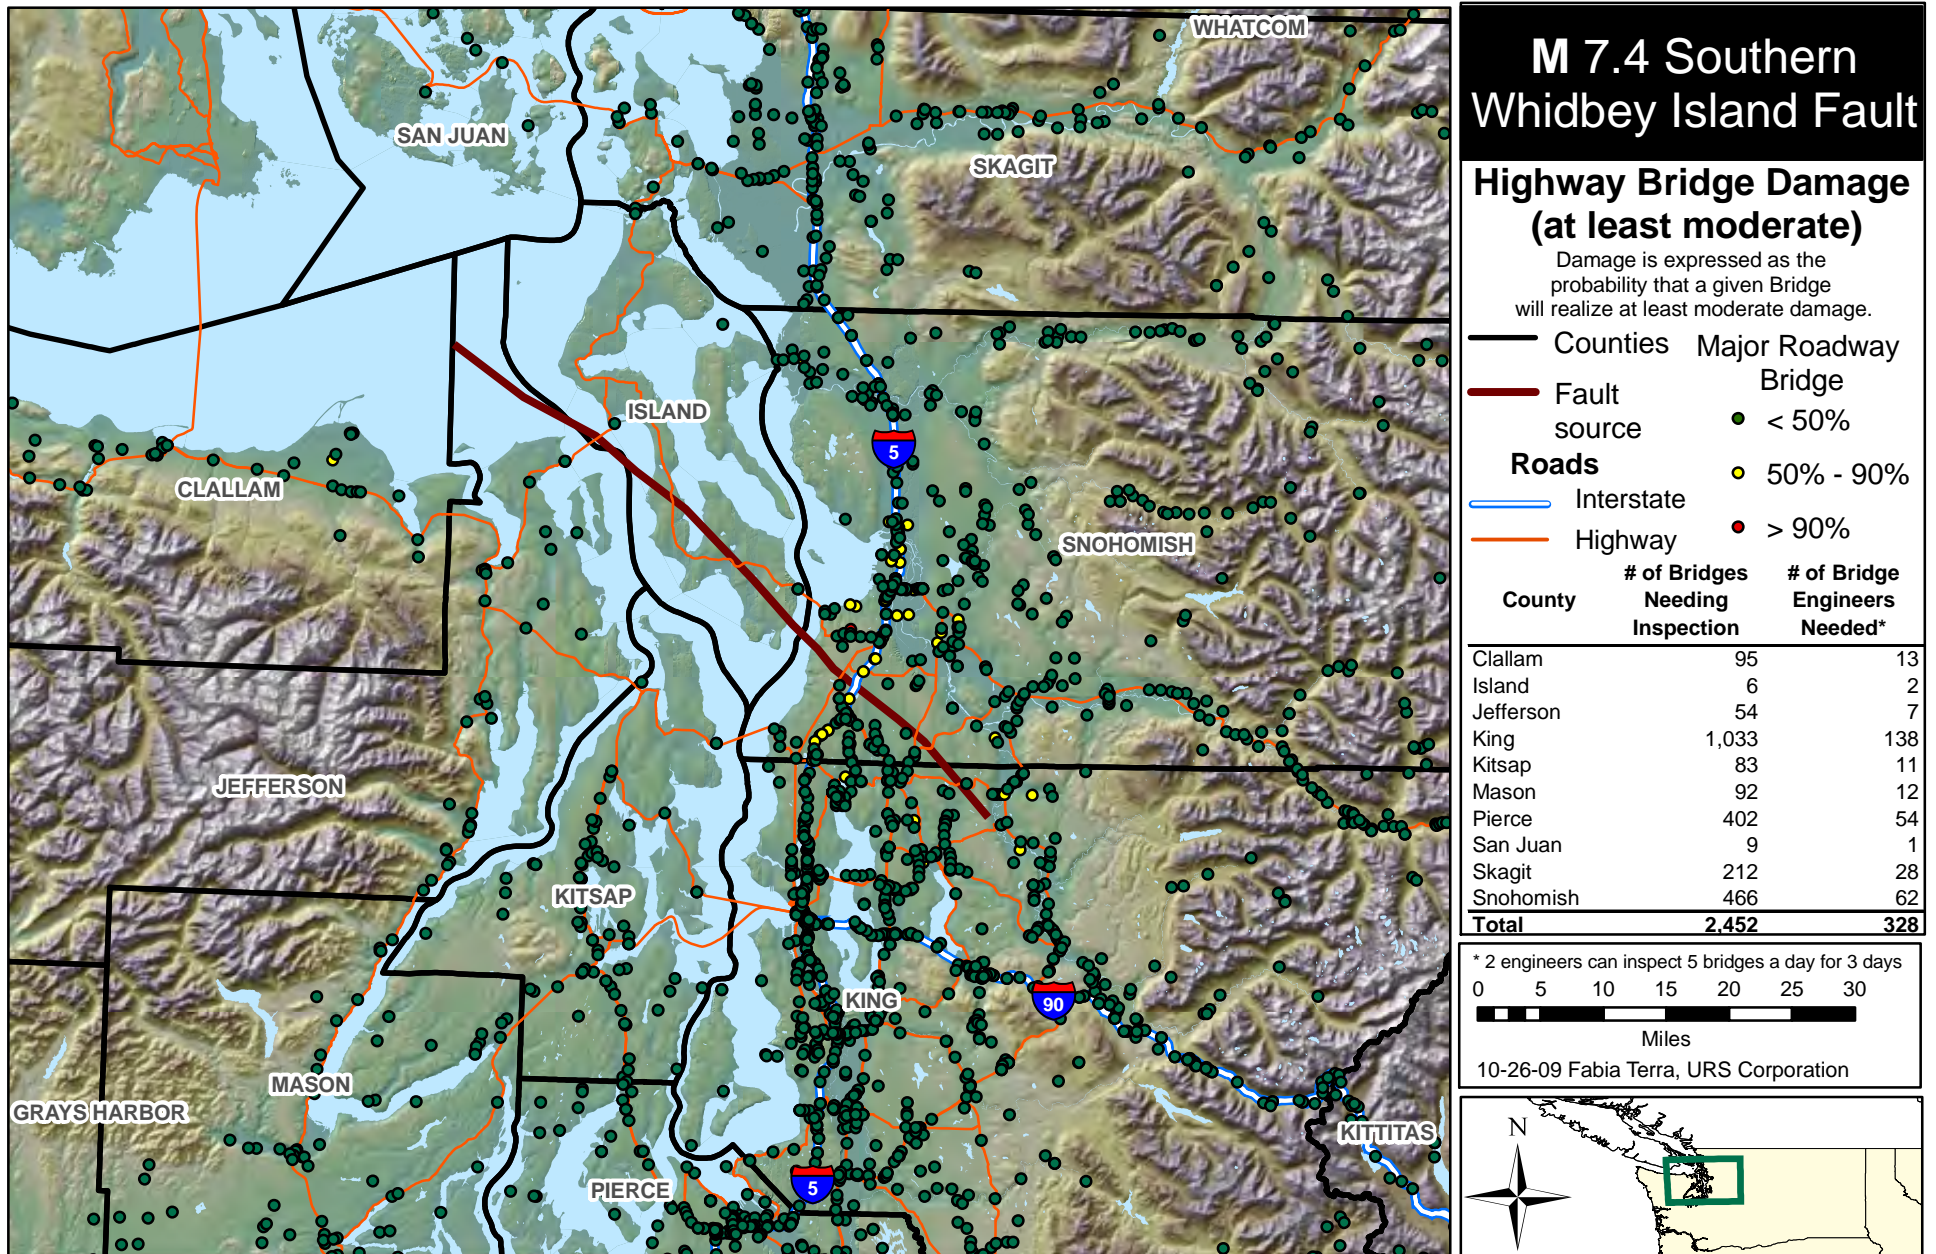 WHATCOM
SAN JUAN
SKAGIT
ISLAND
5
CLALLAM
SNOHOMISH
JEFFERSON
KITSAP
KING
90
MASON
GRAYS HARBOR
KITTITAS
PIERCE
5
M 7.4 Southern
Whidbey Island Fault
Highway Bridge Damage
(at least moderate)
Damage is expressed as the
probability that a given Bridge
will realize at least moderate damage.
Counties
Fault
source
Roads
Interstate
Highway
Major Roadway
Bridge
< 50%
50% - 90%
> 90%
County # of Bridges Needing Inspection # of Bridge Engineers Needed*
Clallam 95 13
Island 6 2
Jefferson 54 7
King 1,033 138
Kitsap 83 11
Mason 92 12
Pierce 402 54
San Juan 9 1
Skagit 212 28
Snohomish 466 62
Total 2,452 328
* 2 engineers can inspect 5 bridges a day for 3 days
0 5 10 15 20 25 30
Miles
10-26-09 Fabia Terra, URS Corporation
N